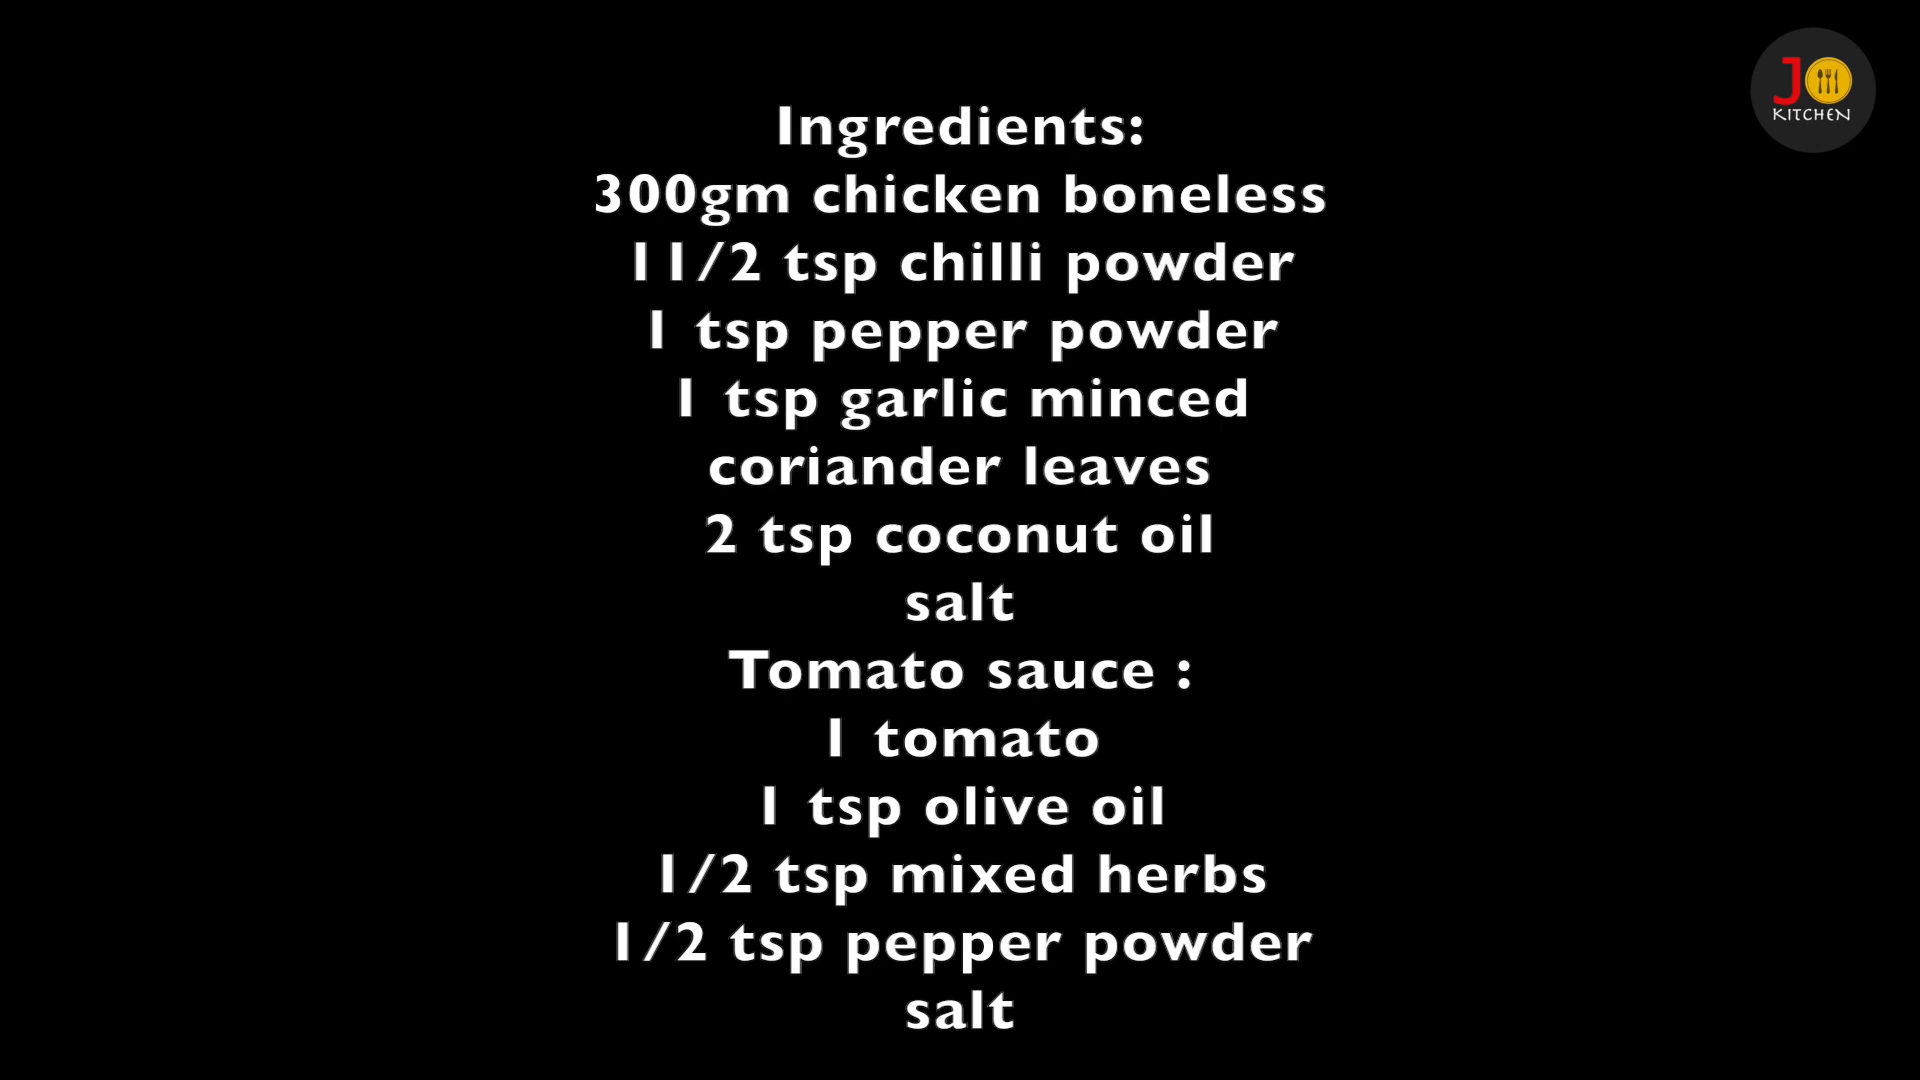 JO
KITCHEN
Ingredients:
300gm chicken boneless
11/2 tsp chilli powder
1 tsp pepper powder
1 tsp garlic minced
coriander leaves
2 tsp coconut oil
salt
Tomato sauce :
1 tomato
1 tsp olive oil
1/2 tsp mixed herbs
1/2 tsp pepper powder
salt